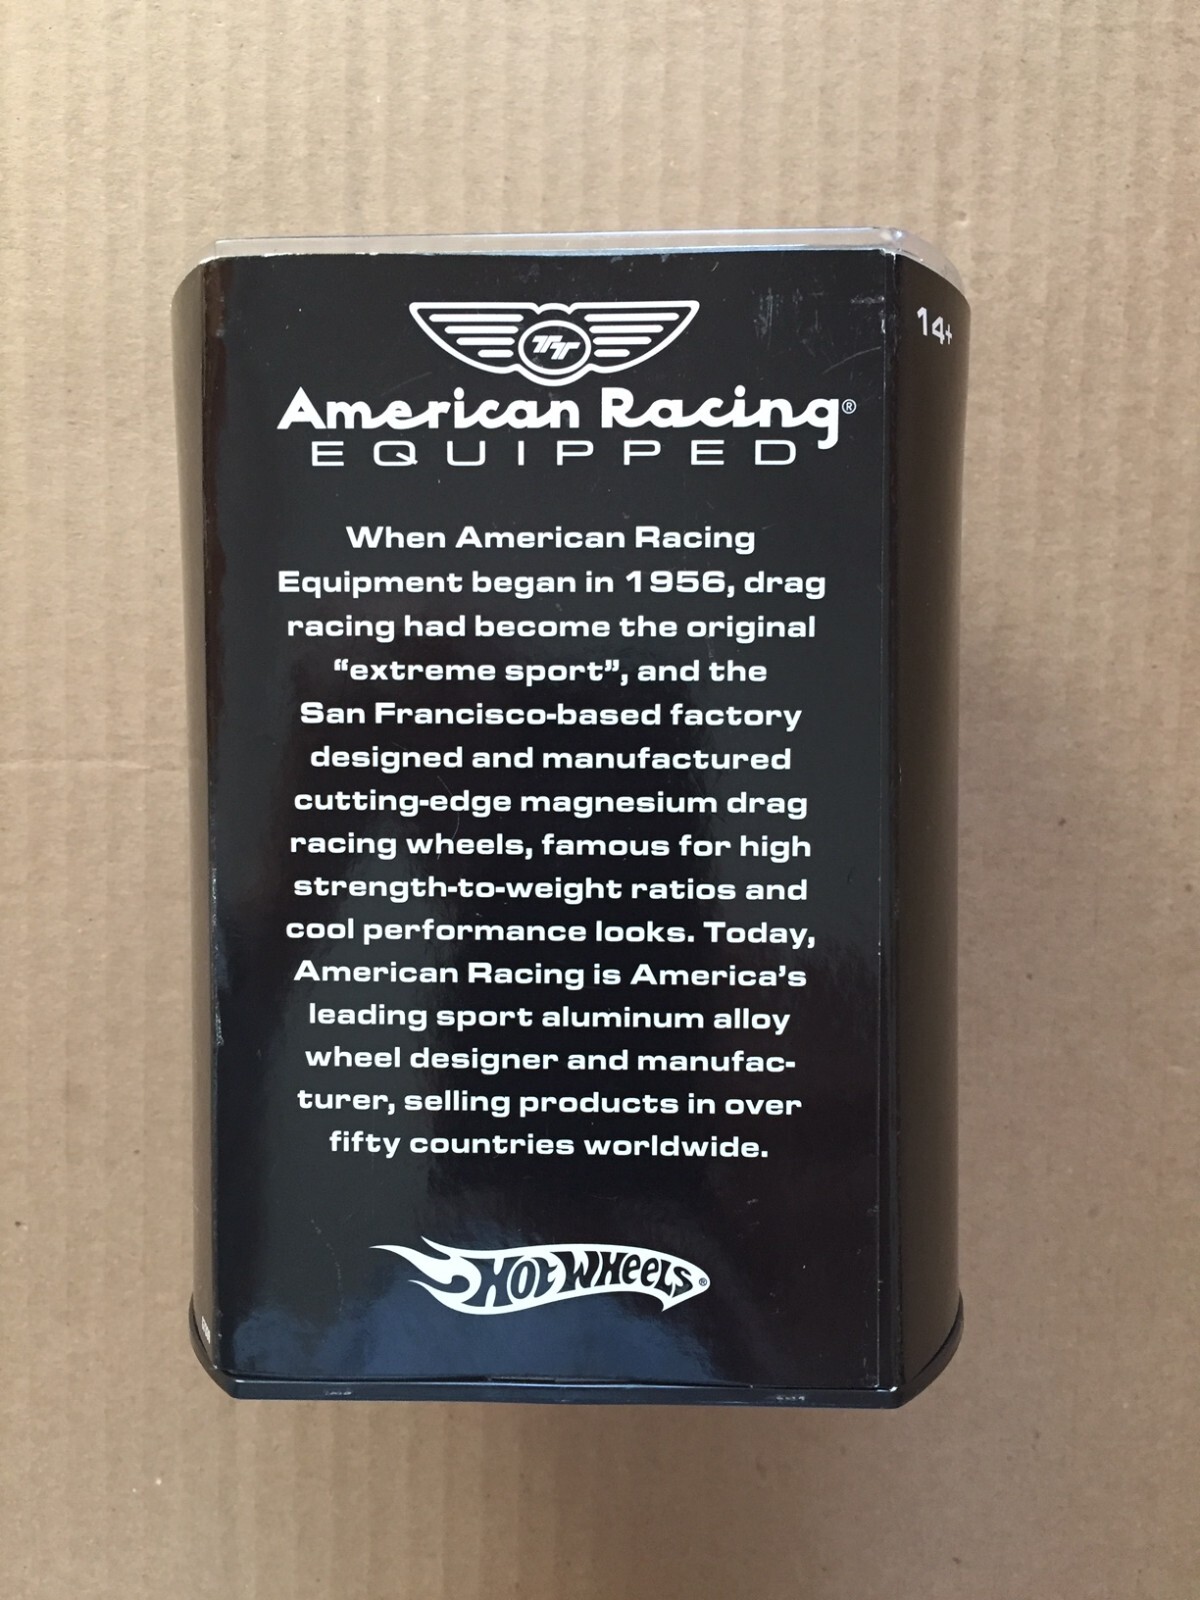 TT
14+
American Racing®
EQUIPPED
When American Racing
Equipment began in 1956, drag
racing had become the original
“extreme sport”, and the
San Francisco-based factory
designed and manufactured
cutting-edge magnesium drag
racing wheels, famous for high
strength-to-weight ratios and
cool performance looks. Today,
American Racing is America’s
leading sport aluminum alloy
wheel designer and manufac-
turer, selling products in over
fifty countries worldwide.
Hot Wheels®